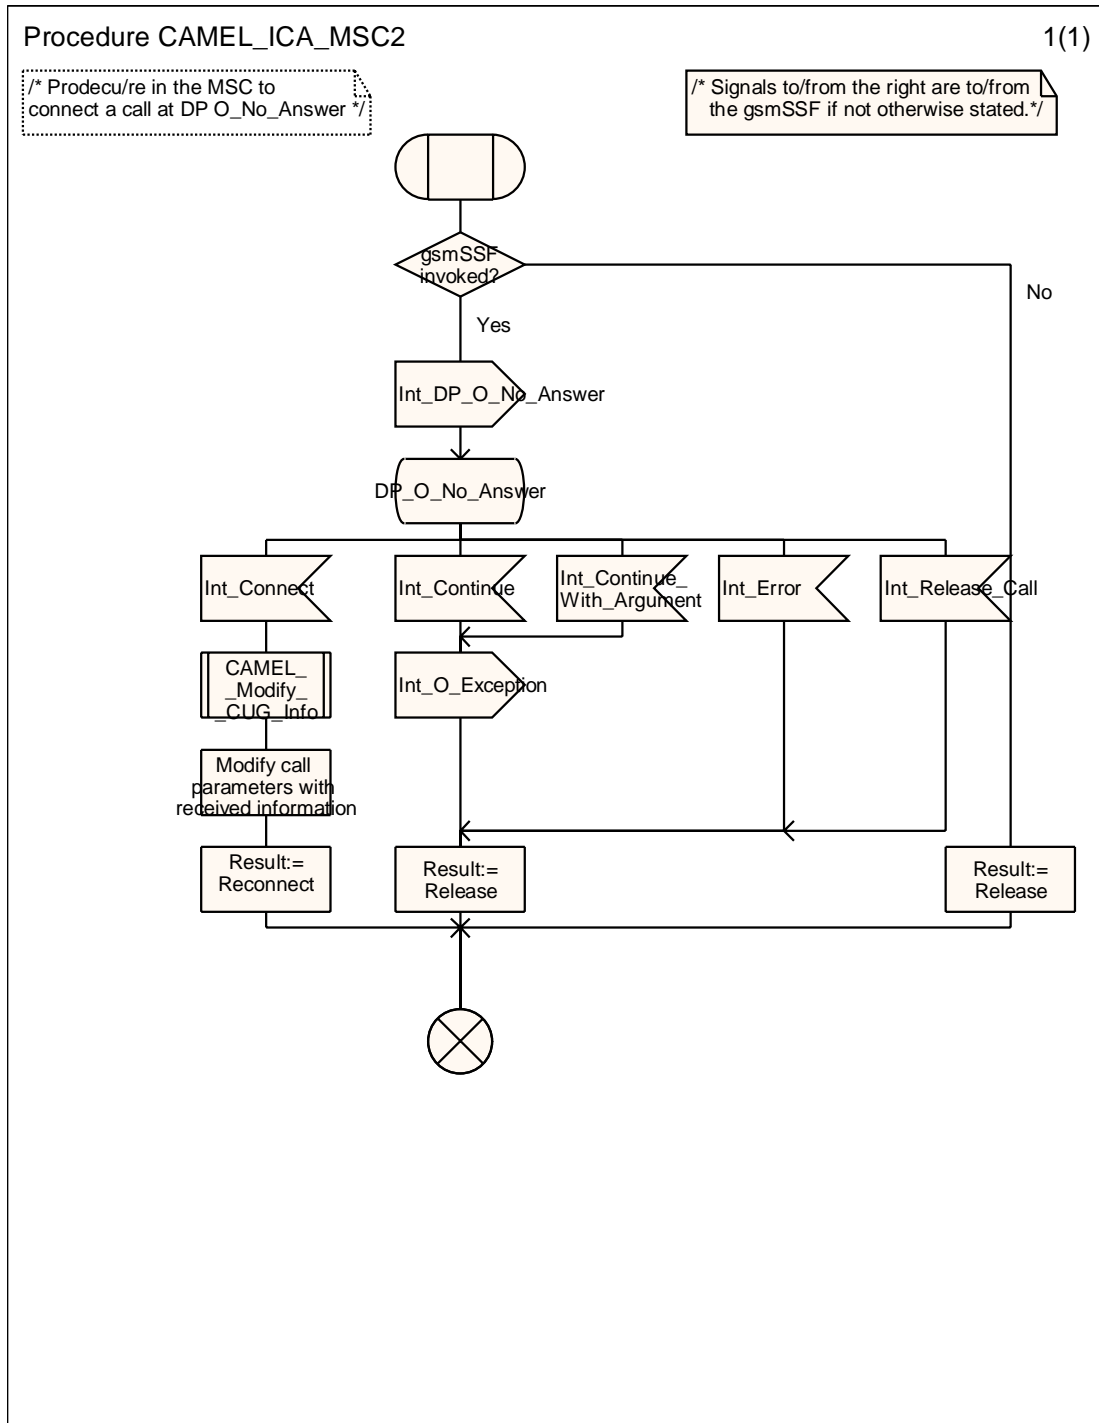 Procedure CAMEL_ICA_MSC2
1(1)
/* Prodecu/re in the MSC to
connect a call at DP O_No_Answer */
/* Signals to/from the right are to/from
the gsmSSF if not otherwise stated.*/
gsmSSF
invoked?
No
Yes
Int_DP_O_No_Answer
DP_O_No_Answer
Int_Connect
Int_Continue
Int_Continue_
With_Argument
Int_Error
Int_Release_Call
CAMEL_
_Modify_
_CUG_Info
Int_O_Exception
Modify call
parameters with
received information
Result:=
Reconnect
Result:=
Release
Result:=
Release